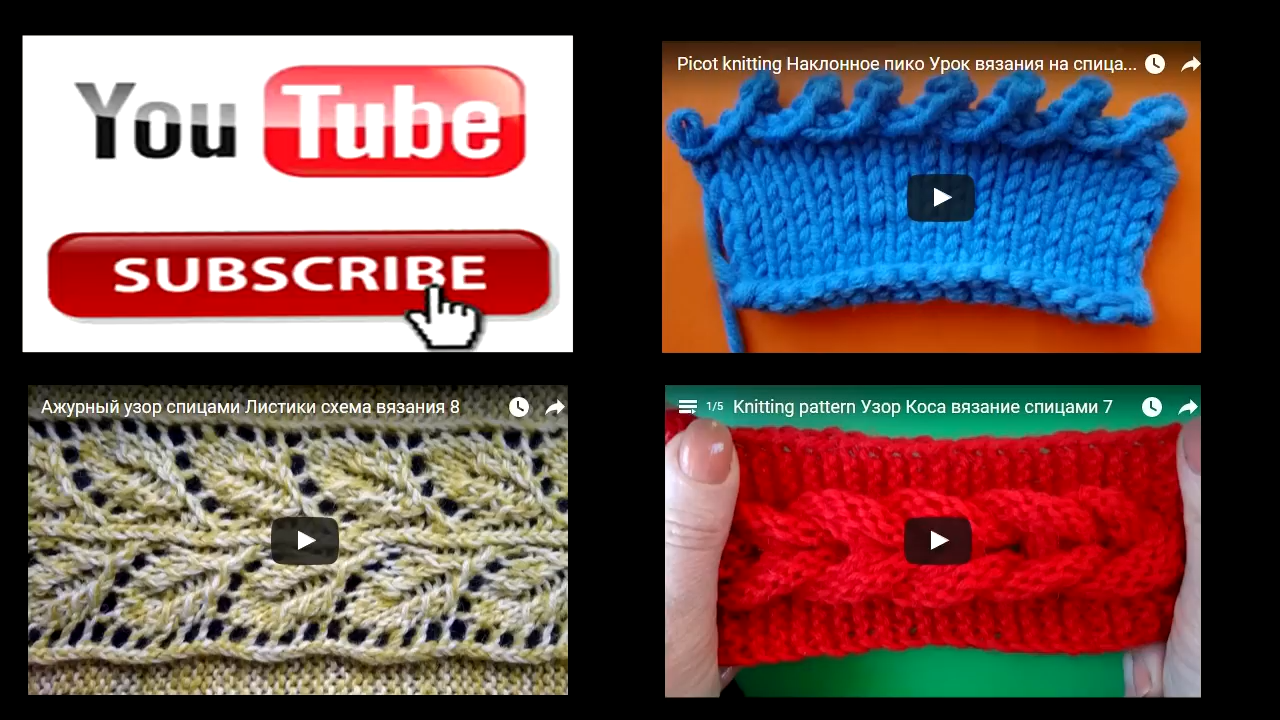 YouTube
SUBSCRIBE
Picot knitting Наклонное пико Урок вязания на спица...
Ажурный узор спицами Листики схема вязания 8
1/5 Knitting pattern Узор Коса вязание спицами 7